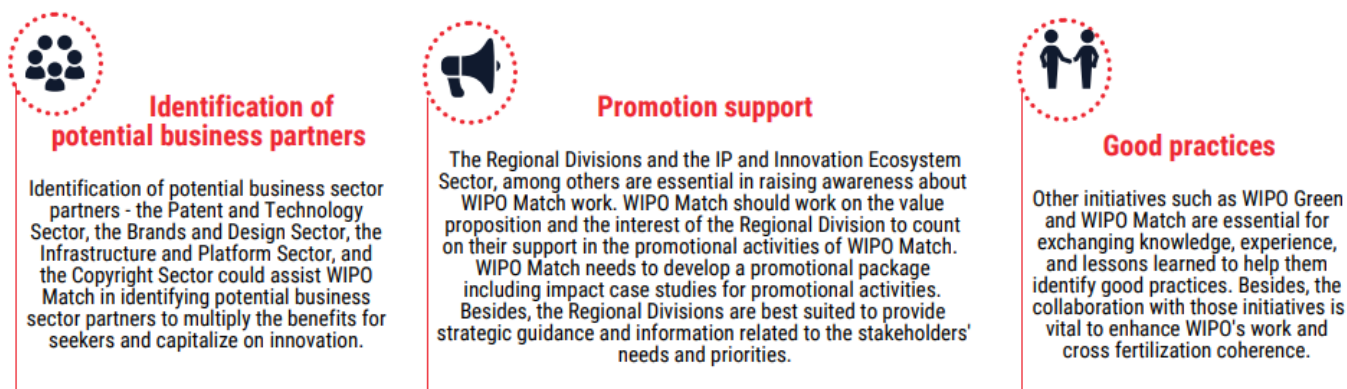 Identification of
potential business partners
Identification of potential business sector
partners - the Patent and Technology
Sector, the Brands and Design Sector, the
Infrastructure and Platform Sector, and
the Copyright Sector could assist WIPO
Match in identifying potential business
sector partners to multiply the benefits for
seekers and capitalize on innovation.
Promotion support
The Regional Divisions and the IP and Innovation Ecosystem
Sector, among others are essential in raising awareness about
WIPO Match work. WIPO Match should work on the value
proposition and the interest of the Regional Division to count
on their support in the promotional activities of WIPO Match.
WIPO Match needs to develop a promotional package
including impact case studies for promotional activities.
Besides, the Regional Divisions are best suited to provide
strategic guidance and information related to the stakeholders'
needs and priorities.
Good practices
Other initiatives such as WIPO Green
and WIPO Match are essential for
exchanging knowledge, experience,
and lessons learned to help them
identify good practices. Besides, the
collaboration with those initiatives is
vital to enhance WIPO's work and
cross fertilization coherence.